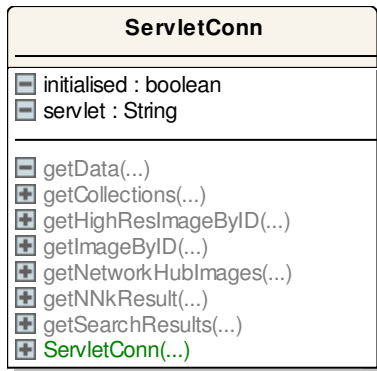 ServletConn
- initialised : boolean
- servlet : String
- getData(...)
+ getCollections(...)
+ getHighResImageByID(...)
+ getImageByID(...)
+ getNetworkHubImages(...)
+ getNNkResult(...)
+ getSearchResults(...)
+ ServletConn(...)